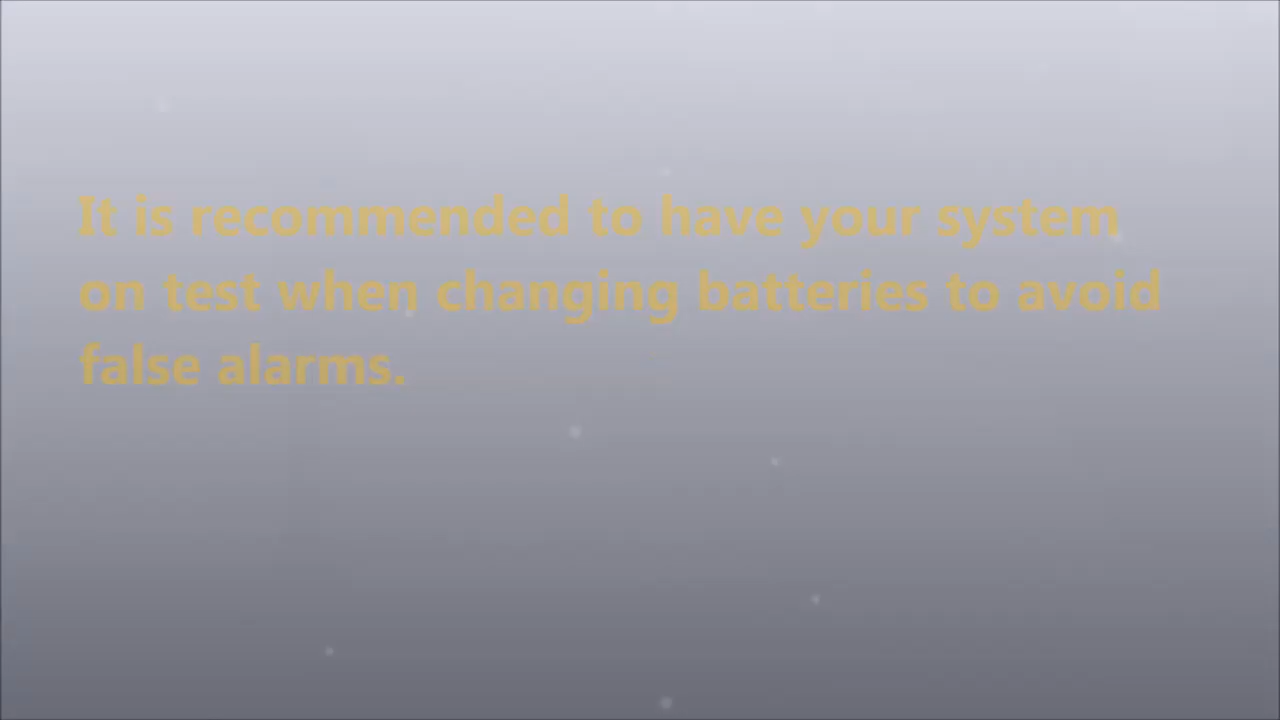 It is recommended to have your system
on test when changing batteries to avoid
false alarms.